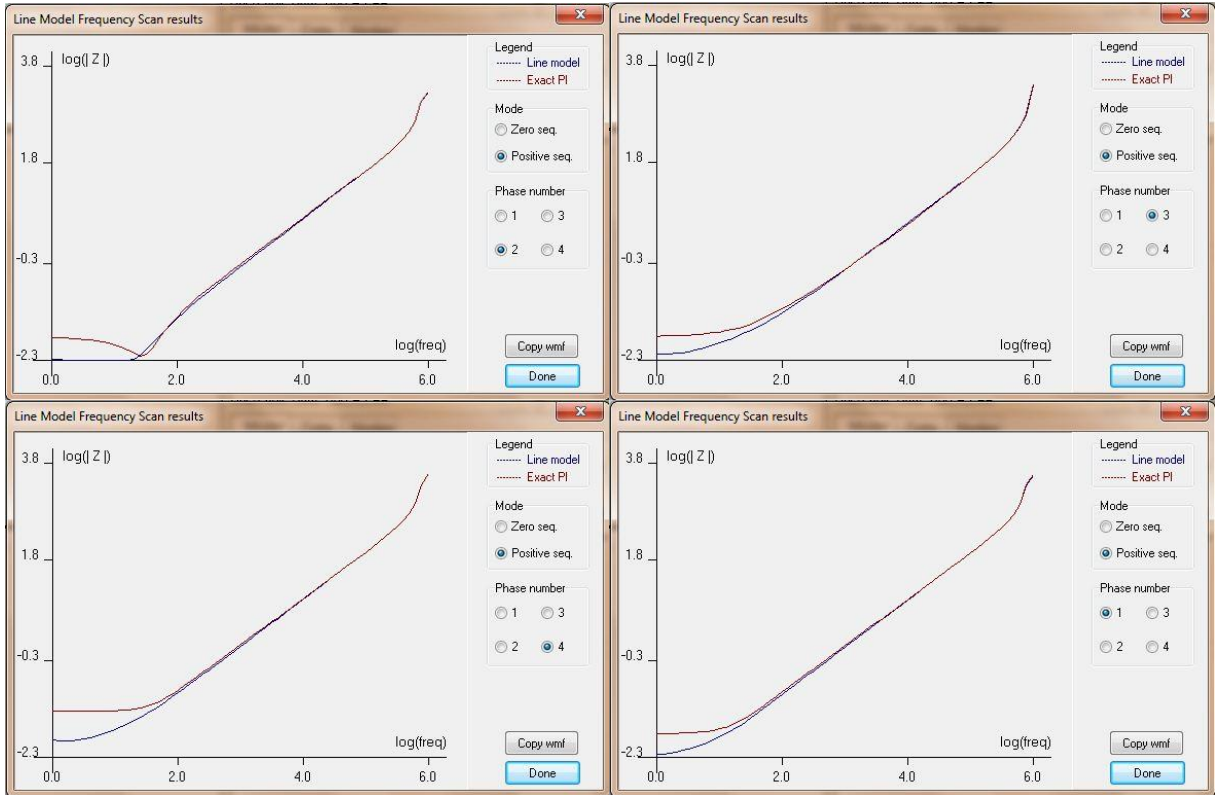 Line Model Frequency Scan results
log(| Z |)
3.8
1.8
-0.3
-2.3
0.0
2.0
4.0
6.0
log(freq)
Legend
Line model
Exact PI
Mode
Zero seq.
Positive seq.
Phase number
1
3
2
4
Copy wmf
Done
Line Model Frequency Scan results
log(| Z |)
3.8
1.8
-0.3
-2.3
0.0
2.0
4.0
6.0
log(freq)
Legend
Line model
Exact PI
Mode
Zero seq.
Positive seq.
Phase number
1
3
2
4
Copy wmf
Done
Line Model Frequency Scan results
log(| Z |)
3.8
1.8
-0.3
-2.3
0.0
2.0
4.0
6.0
log(freq)
Legend
Line model
Exact PI
Mode
Zero seq.
Positive seq.
Phase number
1
3
2
4
Copy wmf
Done
Line Model Frequency Scan results
log(| Z |)
3.8
1.8
-0.3
-2.3
0.0
2.0
4.0
6.0
log(freq)
Legend
Line model
Exact PI
Mode
Zero seq.
Positive seq.
Phase number
1
3
2
4
Copy wmf
Done